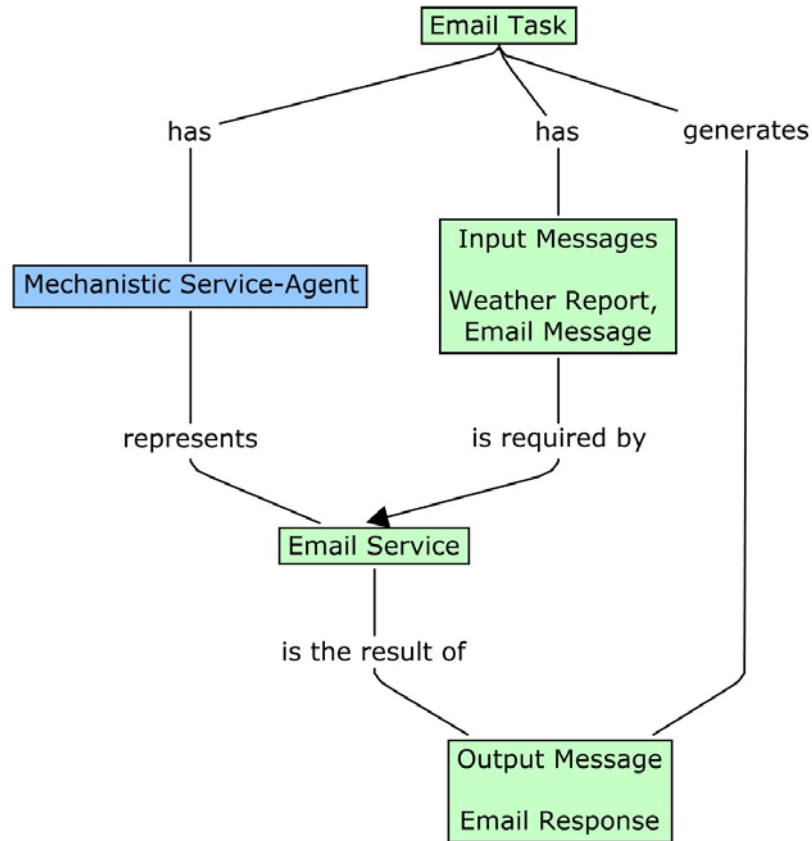 Email Task
has
has
generates
Mechanistic Service-Agent
Input Messages
Weather Report,
Email Message
represents
is required by
Email Service
is the result of
Output Message
Email Response